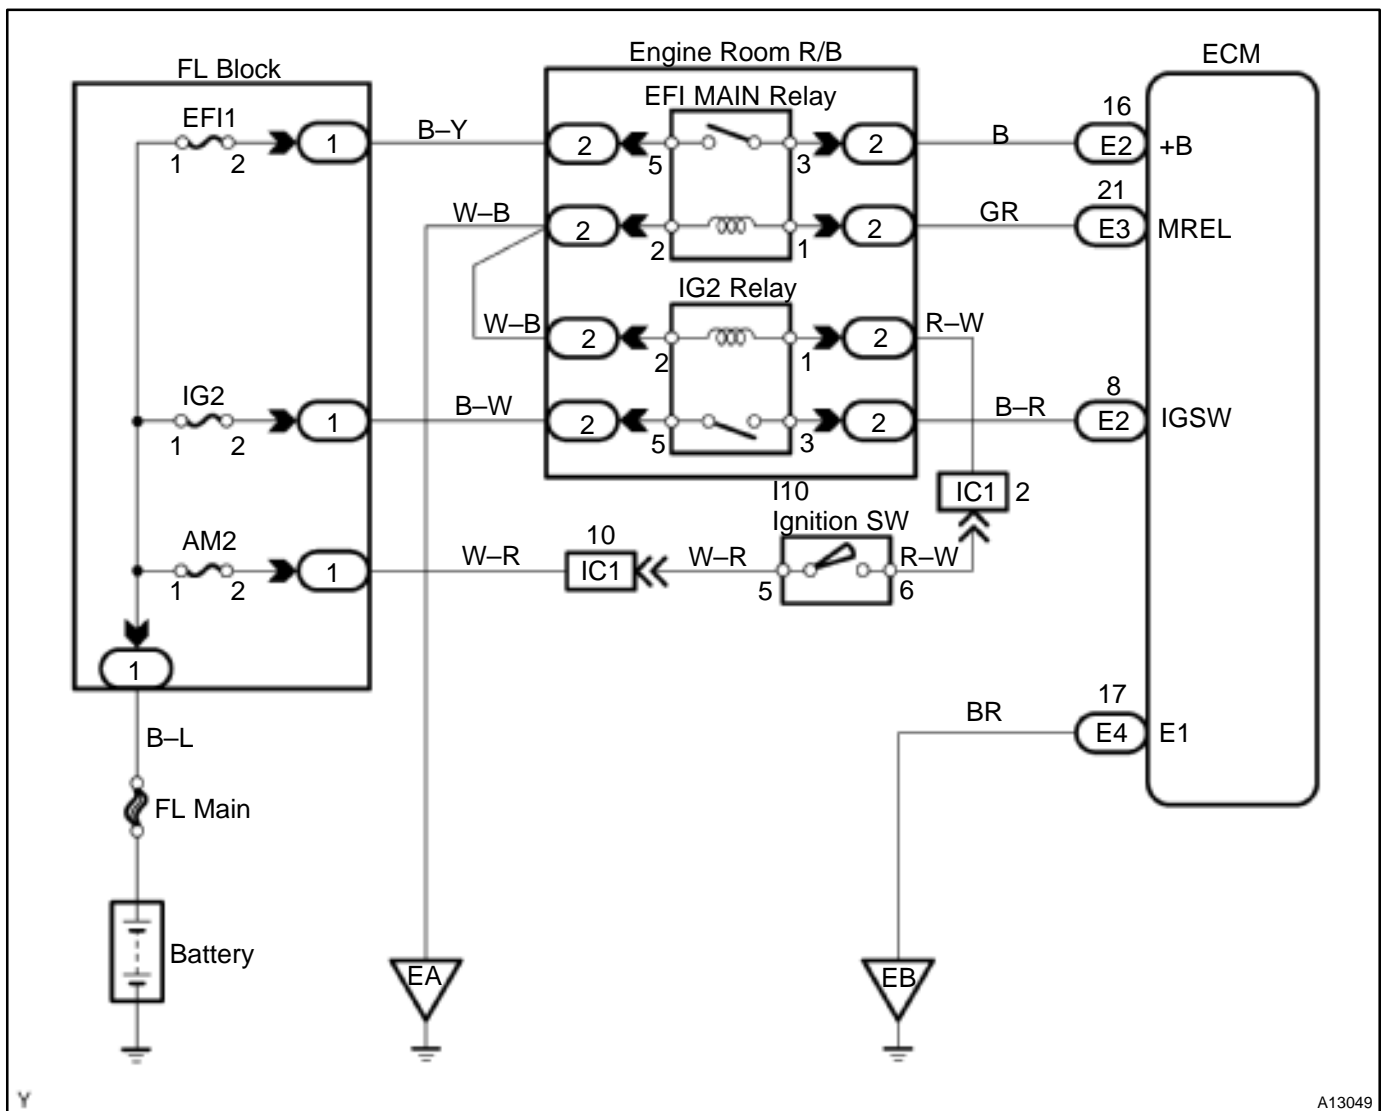 Engine Room R/B
ECM
FL Block
EFI MAIN Relay
EFI1
16
B–Y
B
1
2
2
E2
+B
1
2
5
3
21
W–B
GR
2
2
E3
MREL
2
1
IG2 Relay
W–B
R–W
2
2
2
1
IG2
8
B–W
B–R
1
2
2
E2
IGSW
1
2
5
3
I10
IC1
2
Ignition SW
AM2
10
W–R
W–R
R–W
1
IC1
1
2
5
6
1
17
BR
B–L
E4
E1
FL Main
Battery
EA
EB
Y
A13049